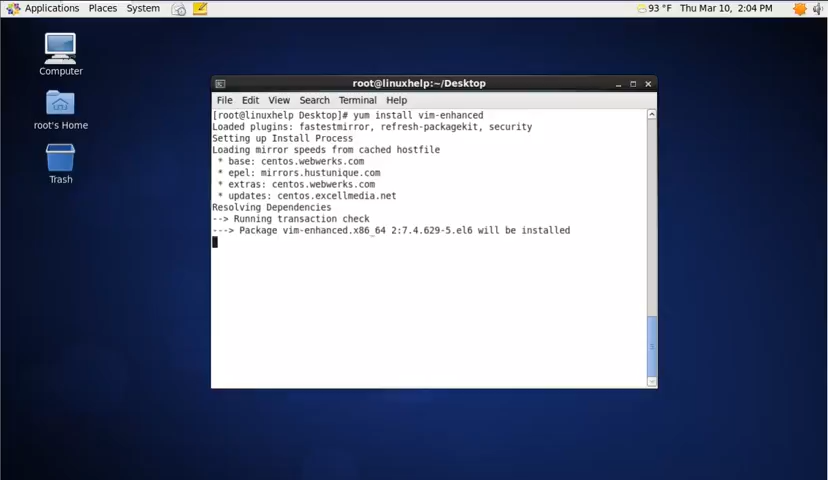 Applications Places System 93 °F Thu Mar 10, 2:04 PM
Computer
root's Home
Trash
root@linuxhelp:~/Desktop
File Edit View Search Terminal Help
[root@linuxhelp Desktop]# yum install vim-enhanced
Loaded plugins: fastestmirror, refresh-packagekit, security
Setting up Install Process
Loading mirror speeds from cached hostfile
* base: centos.webwerks.com
* epel: mirrors.hustunique.com
* extras: centos.webwerks.com
* updates: centos.excellmedia.net
Resolving Dependencies
--> Running transaction check
---> Package vim-enhanced.x86_64 2:7.4.629-5.el6 will be installed